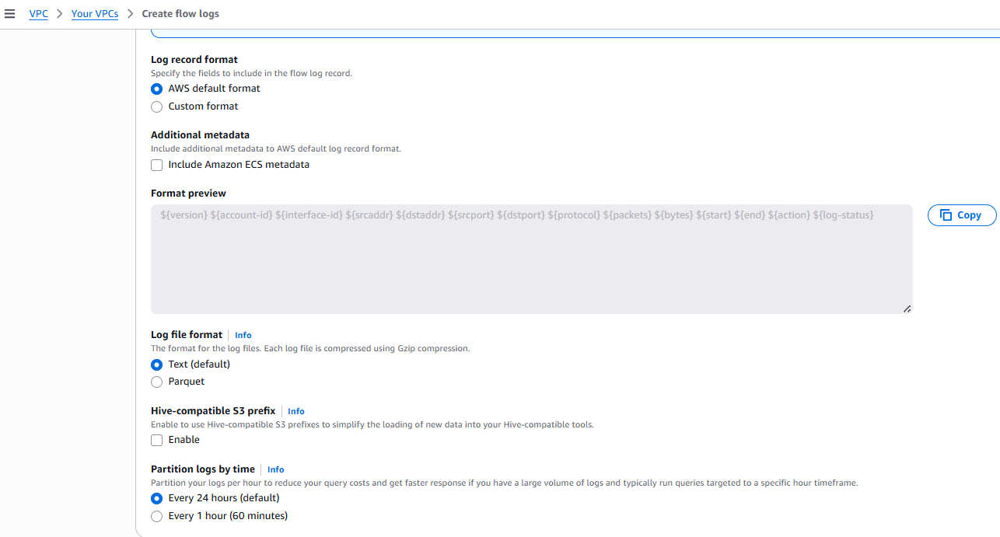 VPC > Your VPCs > Create flow logs
Log record format
Specify the fields to include in the flow log record.
AWS default format
Custom format
Additional metadata
Include additional metadata to AWS default log record format.
Include Amazon ECS metadata
Format preview
${version} ${account-id} ${interface-id} ${srcaddr} ${dstaddr} ${srcport} ${dstport} ${protocol} ${packets} ${bytes} ${start} ${end} ${action} ${log-status}
Copy
Log file format | Info
The format for the log files. Each log file is compressed using Gzip compression.
Text (default)
Parquet
Hive-compatible S3 prefix | Info
Enable to use Hive-compatible S3 prefixes to simplify the loading of new data into your Hive-compatible tools.
Enable
Partition logs by time | Info
Partition your logs per hour to reduce your query costs and get faster response if you have a large volume of logs and typically run queries targeted to a specific hour timeframe.
Every 24 hours (default)
Every 1 hour (60 minutes)